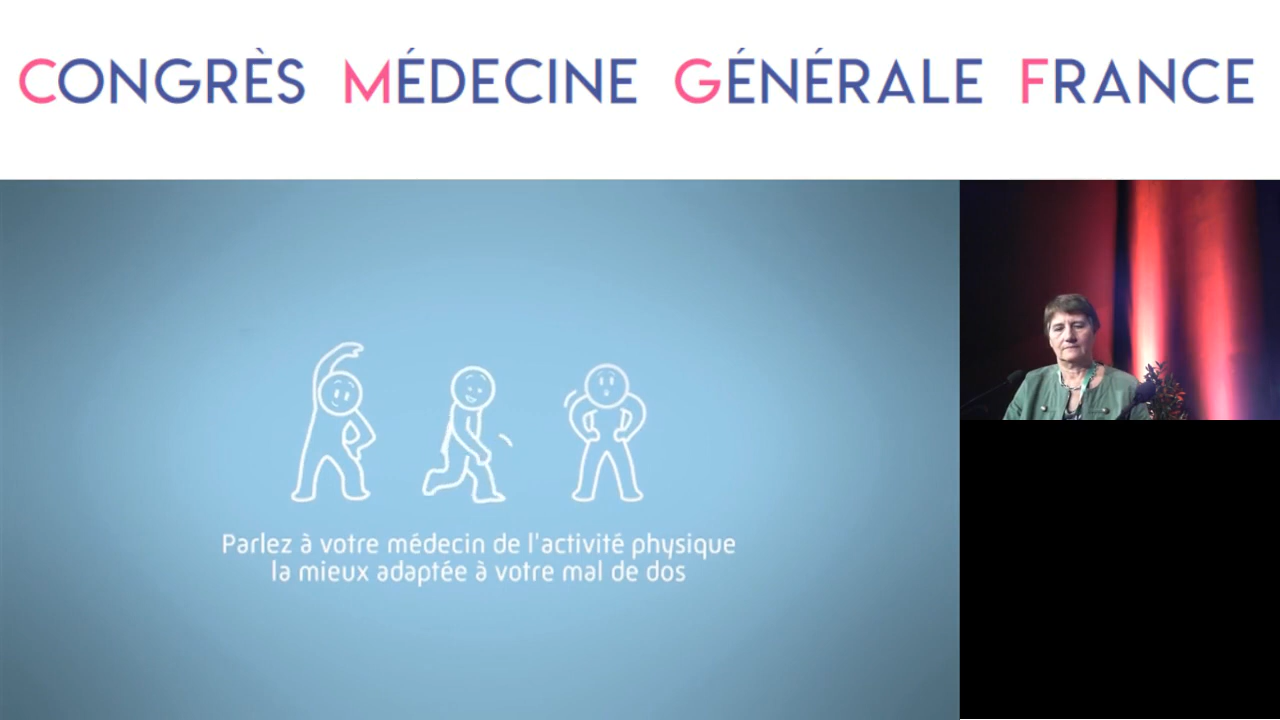 CONGRÈS MÉDECINE GÉNÉRALE FRANCE
Parlez à votre médecin de l'activité physique
la mieux adaptée à votre mal de dos